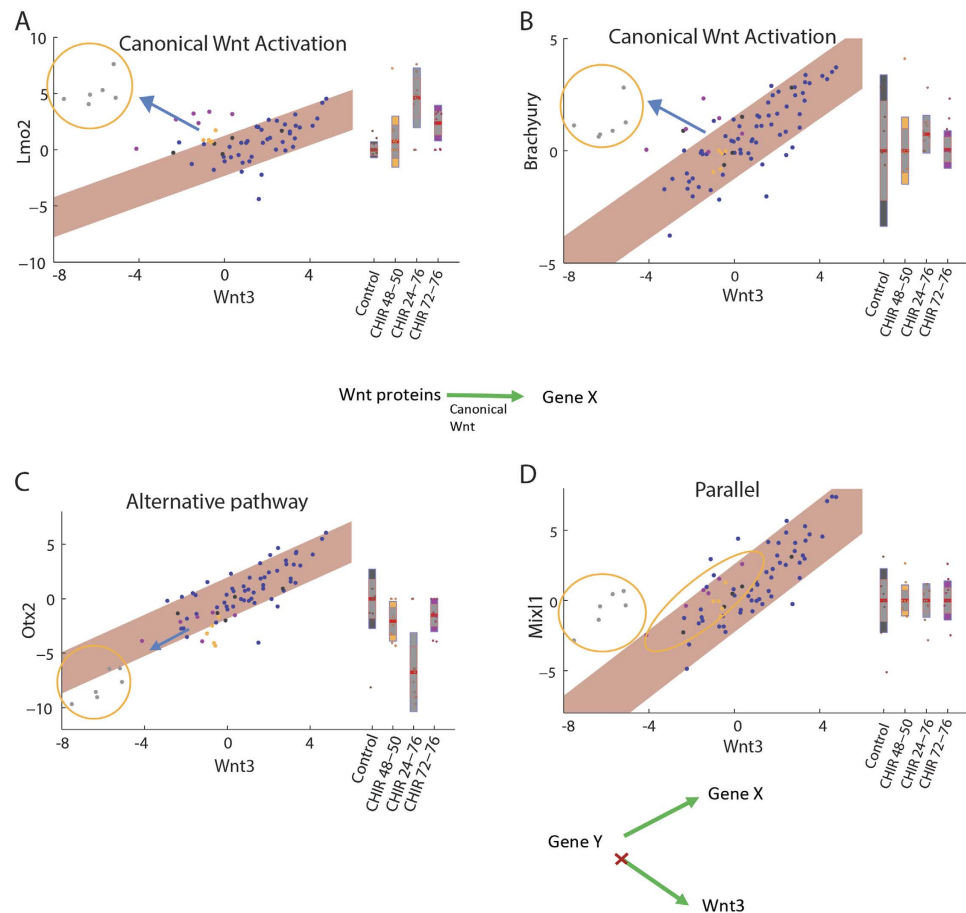 A
Canonical Wnt Activation
10
5
0
−5
−10
Lmo2
-8
-4
0
4
Wnt3
Control
CHIR 48−50
CHIR 24−76
CHIR 72−76
B
Canonical Wnt Activation
5
0
−5
Brachyury
-8
-4
0
4
Wnt3
Control
CHIR 48−50
CHIR 24−76
CHIR 72−76
Wnt proteins
Canonical
Wnt
Gene X
C
Alternative pathway
5
0
−5
−10
Otx2
-8
-4
0
4
Wnt3
Control
CHIR 48−50
CHIR 24−76
CHIR 72−76
D
Parallel
5
0
−5
Mixl1
-8
-4
0
4
Wnt3
Control
CHIR 48−50
CHIR 24−76
CHIR 72−76
Gene X
Gene Y
Wnt3